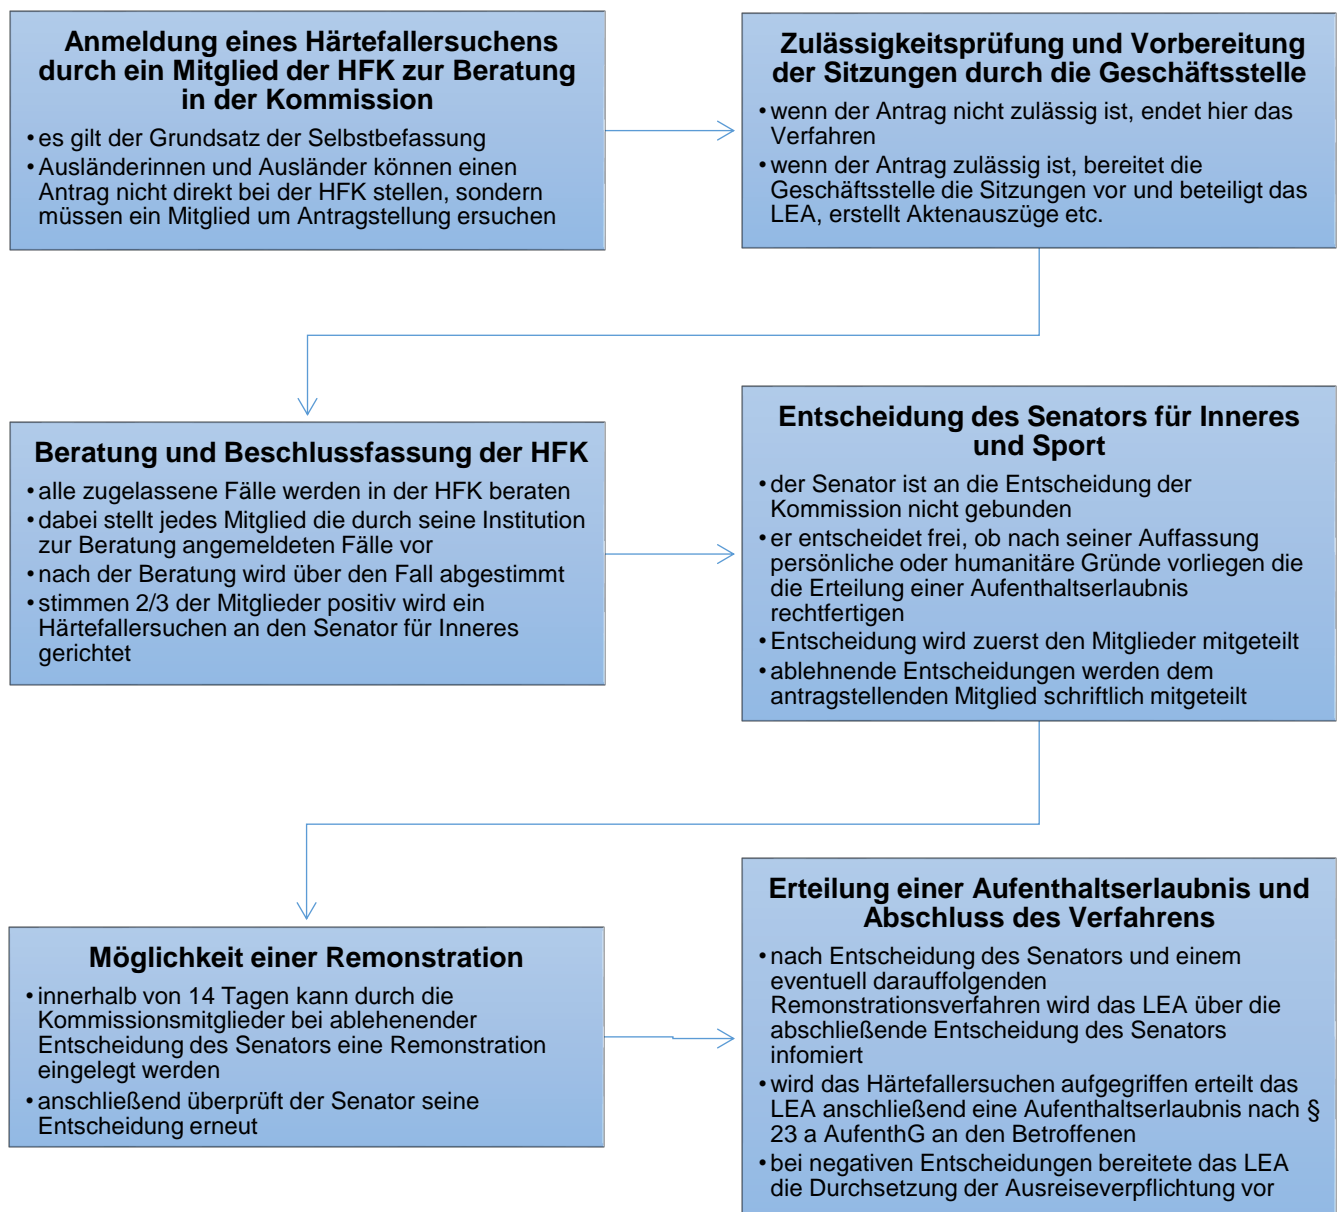 Anmeldung eines Härtefallersuchens
durch ein Mitglied der HFK zur Beratung
in der Kommission
• es gilt der Grundsatz der Selbstbefassung
• Ausländerinnen und Ausländer können einen
Antrag nicht direkt bei der HFK stellen, sondern
müssen ein Mitglied um Antragstellung ersuchen
Zulässigkeitsprüfung und Vorbereitung
der Sitzungen durch die Geschäftsstelle
• wenn der Antrag nicht zulässig ist, endet hier das
Verfahren
• wenn der Antrag zulässig ist, bereitet die
Geschäftsstelle die Sitzungen vor und beteiligt das
LEA, erstellt Aktenauszüge etc.
Beratung und Beschlussfassung der HFK
• alle zugelassene Fälle werden in der HFK beraten
• dabei stellt jedes Mitglied die durch seine Institution
zur Beratung angemeldeten Fälle vor
• nach der Beratung wird über den Fall abgestimmt
• stimmen 2/3 der Mitglieder positiv wird ein
Härtefallersuchen an den Senator für Inneres
gerichtet
Entscheidung des Senators für Inneres
und Sport
• der Senator ist an die Entscheidung der
Kommission nicht gebunden
• er entscheidet frei, ob nach seiner Auffassung
persönliche oder humanitäre Gründe vorliegen die
die Erteilung einer Aufenthaltserlaubnis
rechtfertigen
• Entscheidung wird zuerst den Mitglieder mitgeteilt
• ablehnende Entscheidungen werden dem
antragstellenden Mitglied schriftlich mitgeteilt
Möglichkeit einer Remonstration
• innerhalb von 14 Tagen kann durch die
Kommissionsmitglieder bei ablehenender
Entscheidung des Senators eine Remonstration
eingelegt werden
• anschließend überprüft der Senator seine
Entscheidung erneut
Erteilung einer Aufenthaltserlaubnis und
Abschluss des Verfahrens
• nach Entscheidung des Senators und einem
eventuell darauffolgenden
Remonstrationsverfahren wird das LEA über die
abschließende Entscheidung des Senators
infomiert
• wird das Härtefallersuchen aufgegriffen erteilt das
LEA anschließend eine Aufenthaltserlaubnis nach §
23 a AufenthG an den Betroffenen
• bei negativen Entscheidungen bereitete das LEA
die Durchsetzung der Ausreiseverpflichtung vor